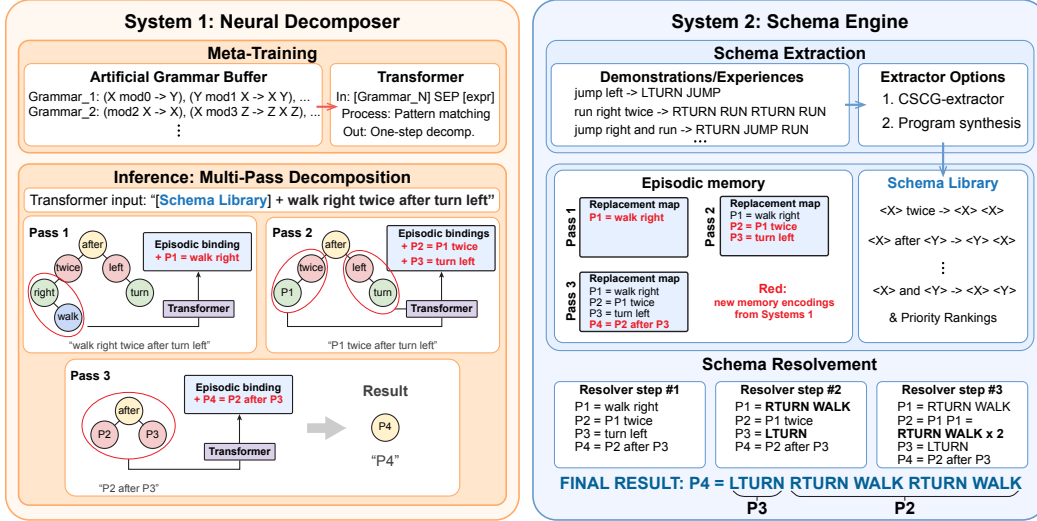 System 1: Neural Decomposer
Meta-Training
Artificial Grammar Buffer
Grammar_1: (X mod0 -> Y), (Y mod1 X -> X Y), ...
Grammar_2: (mod2 X -> X), (X mod3 Z -> Z X Z), ...
⋮
Transformer
In: [Grammar_N] SEP [expr]
Process: Pattern matching
Out: One-step decomp.
Inference: Multi-Pass Decomposition
Transformer input: “[Schema Library] + walk right twice after turn left”
Pass 1
after
twice
left
right
turn
walk
Episodic binding
+ P1 = walk right
Transformer
“walk right twice after turn left”
Pass 2
after
twice
left
P1
turn
Episodic bindings
+ P2 = P1 twice
+ P3 = turn left
Transformer
“P1 twice after turn left”
Pass 3
after
P2
P3
Episodic binding
+ P4 = P2 after P3
Transformer
“P2 after P3”
Result
P4
“P4”
System 2: Schema Engine
Schema Extraction
Demonstrations/Experiences
jump left -> LTURN JUMP
run right twice -> RTURN RUN RTURN RUN
jump right and run -> RTURN JUMP RUN
...
Extractor Options
1. CSCG-extractor
2. Program synthesis
Episodic memory
Pass 1
Replacement map
P1 = walk right
Pass 2
Replacement map
P1 = walk right
P2 = P1 twice
P3 = turn left
Pass 3
Replacement map
P1 = walk right
P2 = P1 twice
P3 = turn left
P4 = P2 after P3
Red:
new memory encodings
from Systems 1
Schema Library
<X> twice -> <X> <X>
<X> after <Y> -> <Y> <X>
⋮
<X> and <Y> -> <X> <Y>
& Priority Rankings
Schema Resolvement
Resolver step #1
P1 = walk right
P2 = P1 twice
P3 = turn left
P4 = P2 after P3
Resolver step #2
P1 = RTURN WALK
P2 = P1 twice
P3 = LTURN
P4 = P2 after P3
Resolver step #3
P1 = RTURN WALK
P2 = P1 P1 =
RTURN WALK x 2
P3 = LTURN
P4 = P2 after P3
FINAL RESULT: P4 = LTURN RTURN WALK RTURN WALK
P3
P2